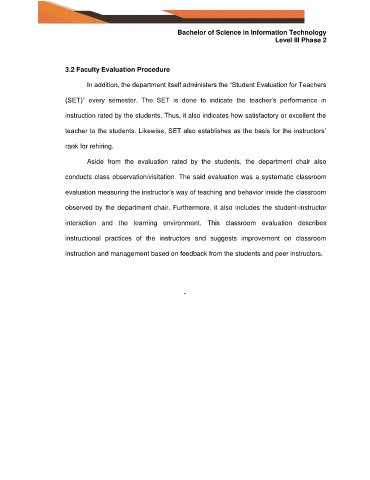 Bachelor of Science in Information Technology
Level III Phase 2
3.2 Faculty Evaluation Procedure
In addition, the department itself administers the “Student Evaluation for Teachers
(SET)” every semester. The SET is done to indicate the teacher’s performance in
instruction rated by the students. Thus, it also indicates how satisfactory or excellent the
teacher to the students. Likewise, SET also establishes as the basis for the instructors’
rank for rehiring.
Aside from the evaluation rated by the students, the department chair also
conducts class observation/visitation. The said evaluation was a systematic classroom
evaluation measuring the instructor’s way of teaching and behavior inside the classroom
observed by the department chair. Furthermore, it also includes the student-instructor
interaction and the learning environment. This classroom evaluation describes
instructional practices of the instructors and suggests improvement on classroom
instruction and management based on feedback from the students and peer instructors.
-